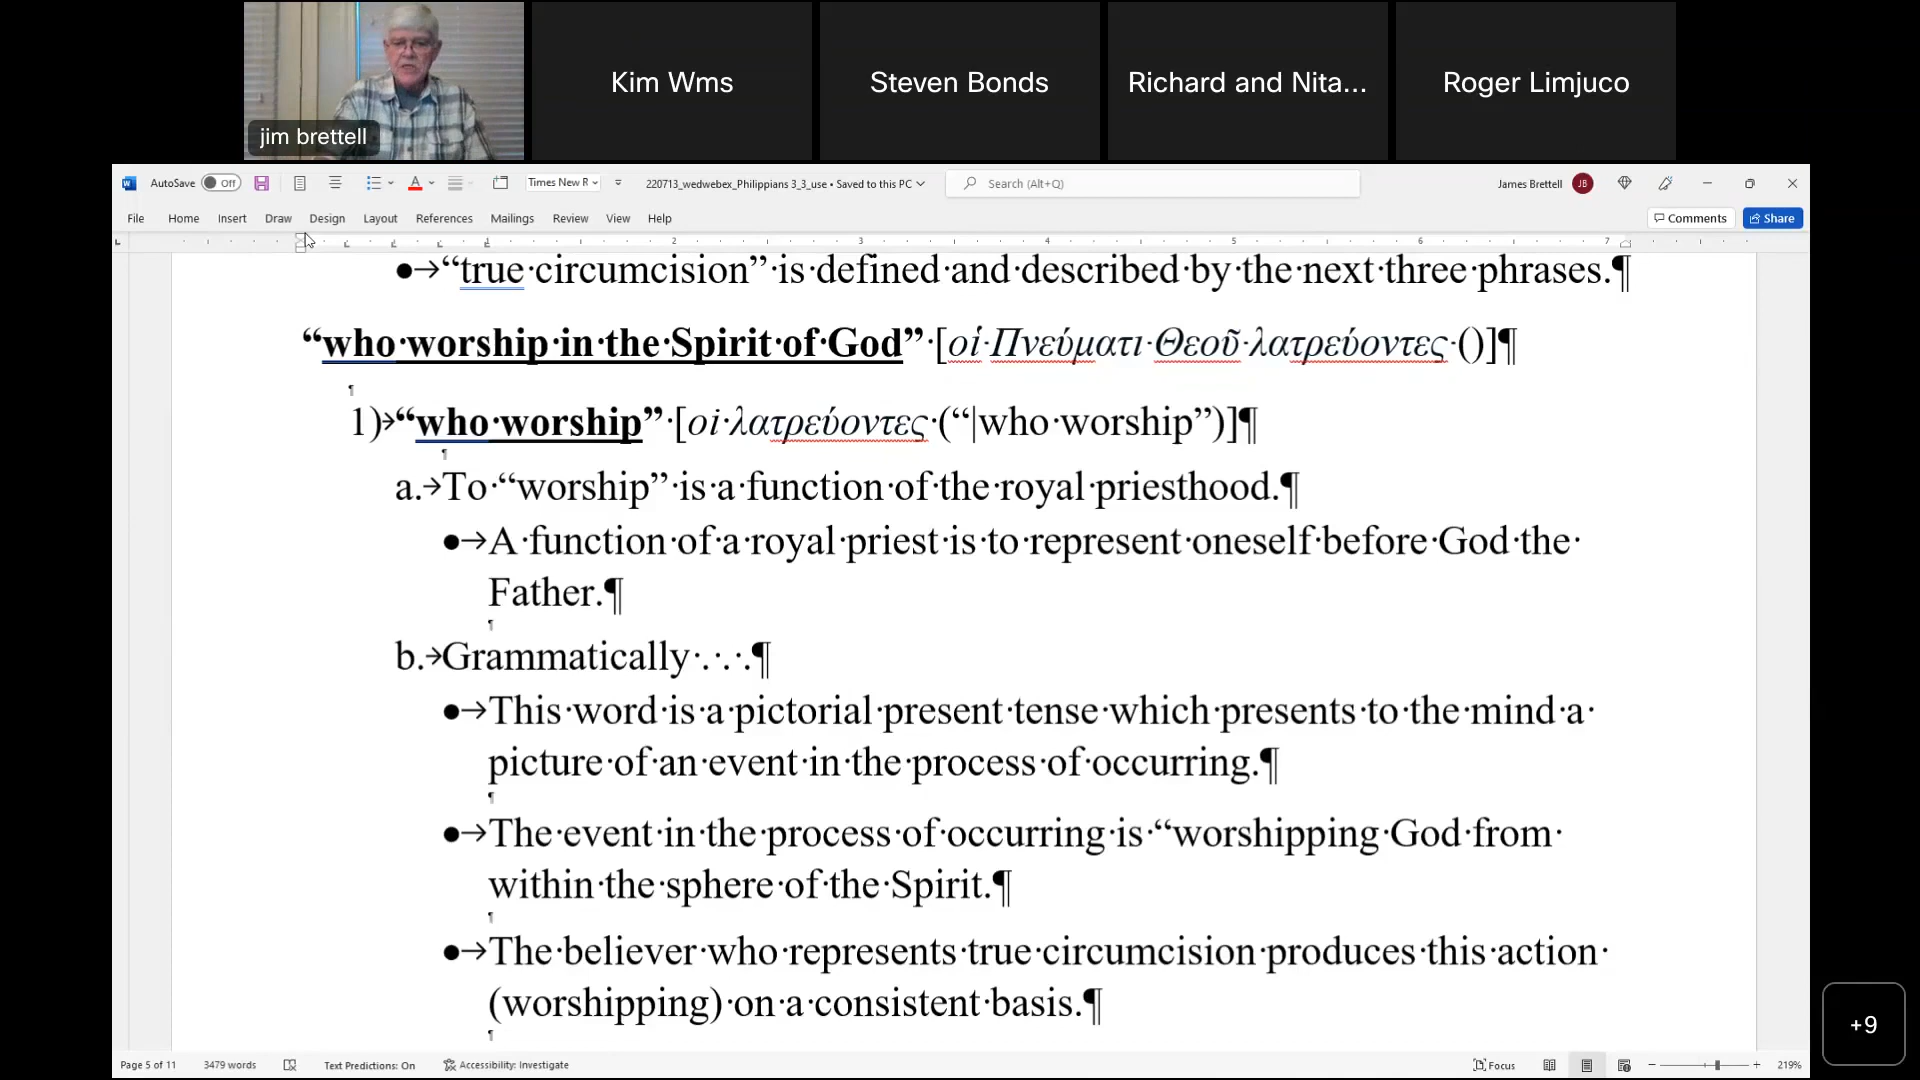 Kim Wms
Steven Bonds
Richard and Nita...
Roger Limjuco
jim brettell
AutoSave Off
Times New R
220713_wedwebex_Philippians 3_3_use • Saved to this PC
Search (Alt+Q)
James Brettell JB
File Home Insert Draw Design Layout References Mailings Review View Help
Comments Share
2 3 4 5 6 7
●→“true·circumcision”·is·defined·and·described·by·the·next·three·phrases.¶
“who·worship·in·the·Spirit·of·God”·[οἱ·Πνεύματι·Θεοῦ·λατρεύοντες·()]¶
¶
1)→“who·worship”·[οἱ·λατρεύοντες·(“|who·worship”)]¶
¶
a.→To·“worship”·is·a·function·of·the·royal·priesthood.¶
●→A·function·of·a·royal·priest·is·to·represent·oneself·before·God·the·
Father.¶
¶
b.→Grammatically·.·.·.¶
●→This·word·is·a·pictorial·present·tense·which·presents·to·the·mind·a·
picture·of·an·event·in·the·process·of·occurring.¶
¶
●→The·event·in·the·process·of·occurring·is·“worshipping·God·from·
within·the·sphere·of·the·Spirit.¶
¶
●→The·believer·who·represents·true·circumcision·produces·this·action·
(worshipping)·on·a·consistent·basis.¶
¶
+9
Page 5 of 11 3479 words Text Predictions: On Accessibility: Investigate Focus 219%